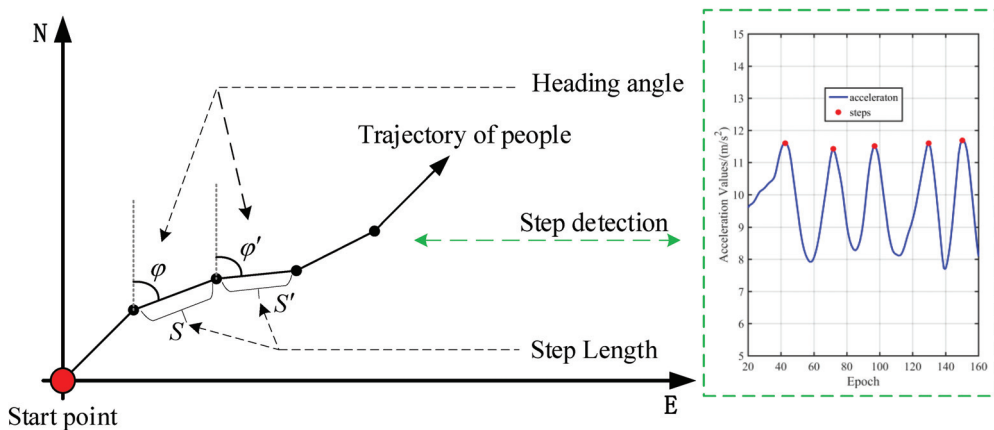 N
Heading angle
Trajectory of people
Step detection
φ
φ′
S
S′
Step Length
E
Start point
15
14
13
12
11
10
9
8
7
6
5
Acceleration Values/(m/s²)
acceleraton
steps
20 40 60 80 100 120 140 160
Epoch